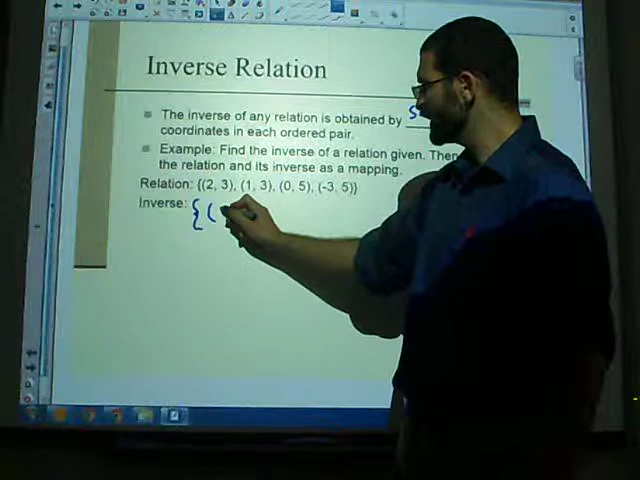 Inverse Relation
The inverse of any relation is obtained by
coordinates in each ordered pair.
Example: Find the inverse of a relation given. Then
the relation and its inverse as a mapping.
Relation: {(2, 3), (1, 3), (0, 5), (-3, 5)}
Inverse: {(